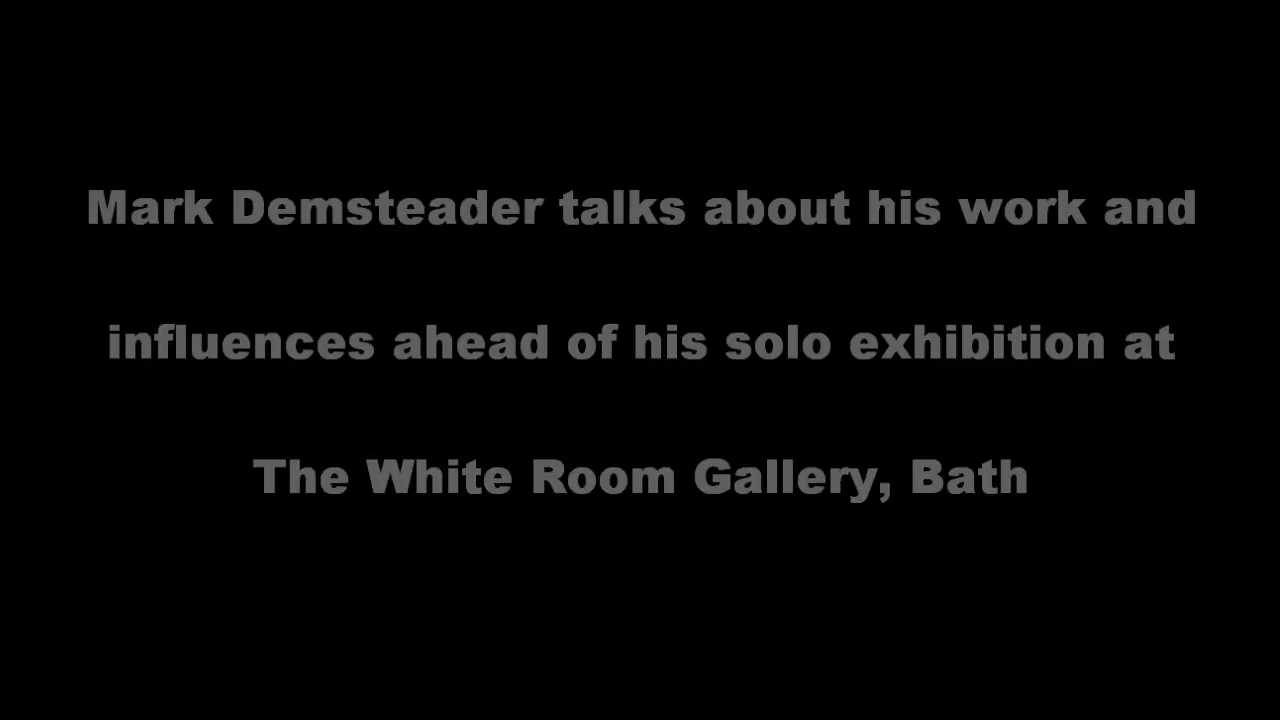 Mark Demsteader talks about his work and
influences ahead of his solo exhibition at
The White Room Gallery, Bath